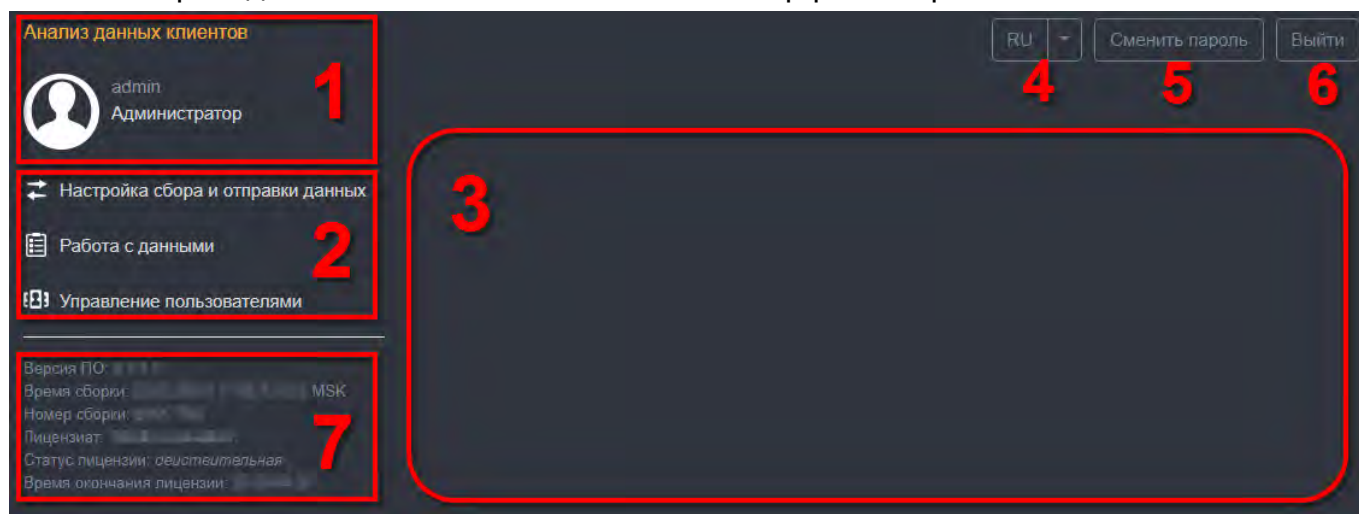 Анализ данных клиентов
RU Сменить пароль Выйти
1 4 5 6
admin
Администратор
Настройка сбора и отправки данных
3
Работа с данными
2
Управление пользователями
Версия ПО:
Время сборки: MSK
Номер сборки:
7
Лицензиат:
Статус лицензии: действительная
Время окончания лицензии: